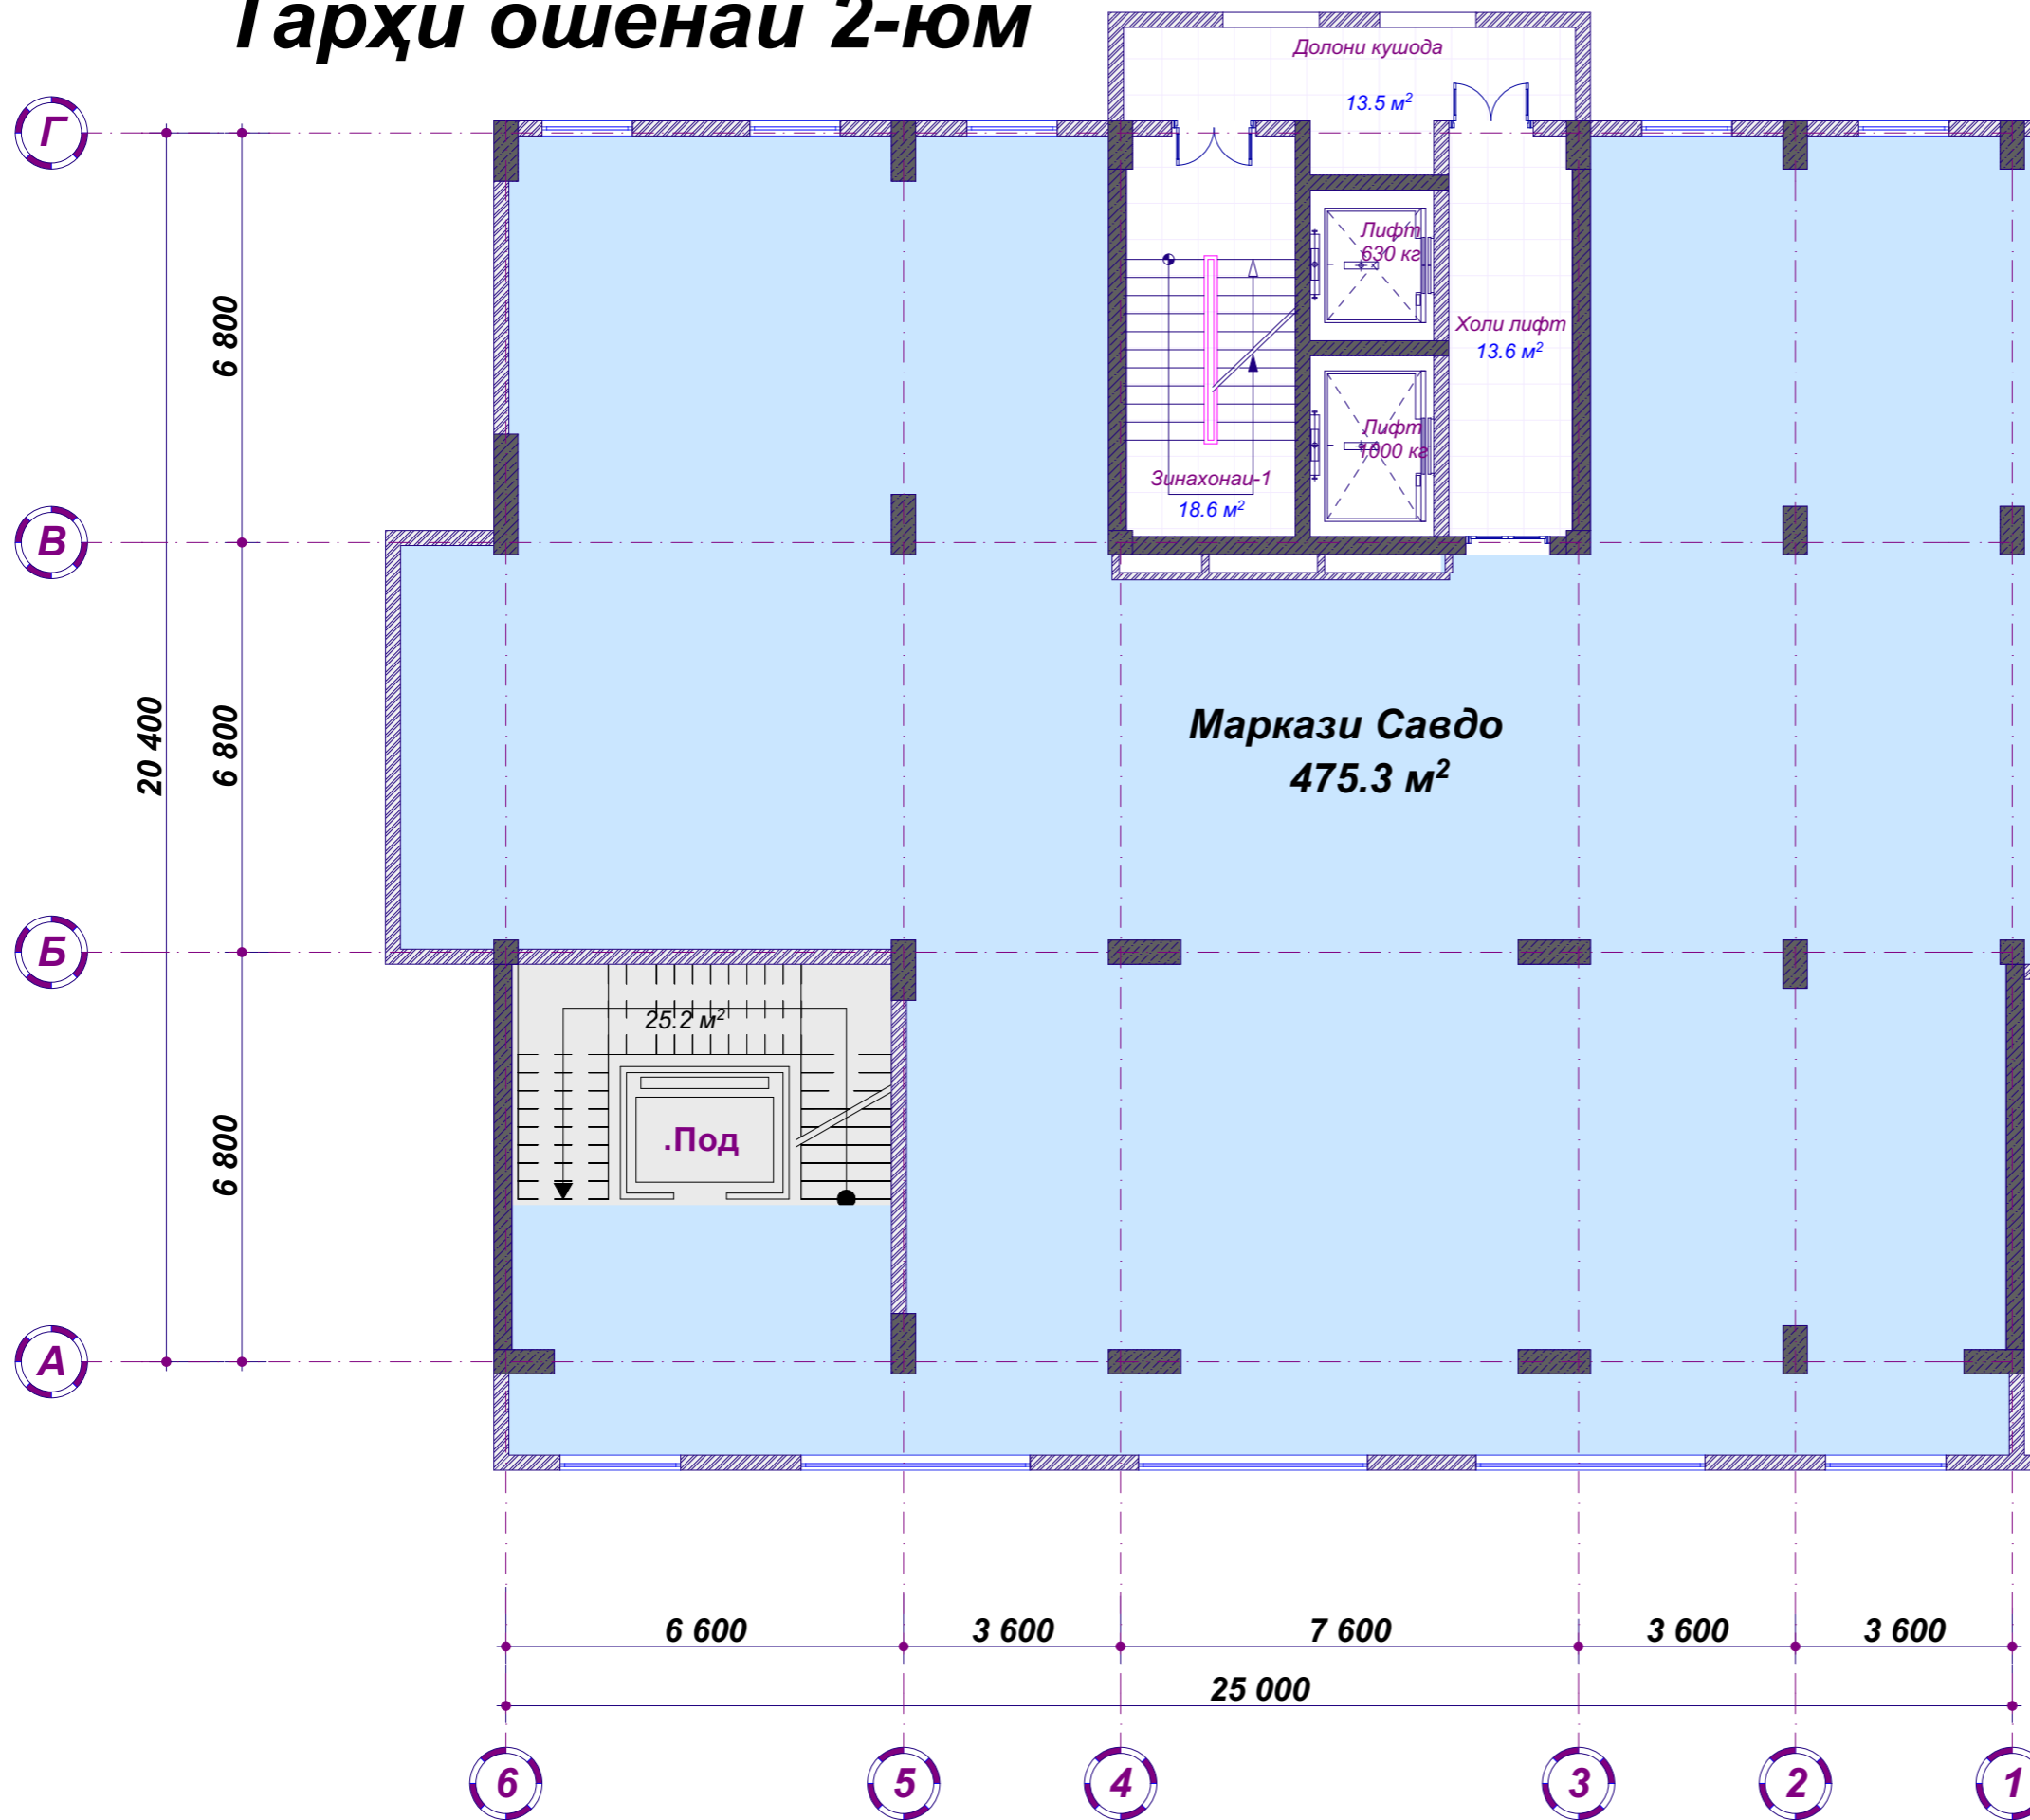 Тарҳи ошенаи 2-юм
Долони кушода
13.5 м²
Г
Лифт
630 кг
6 800
Холи лифт
13.6 м²
Лифт
1000 кг
Зинахонаи-1
18.6 м²
В
20 400
6 800
Маркази Савдо
475.3 м²
Б
25.2 м²
.Под
6 800
А
6 600
3 600
7 600
3 600
3 600
25 000
6
5
4
3
2
1